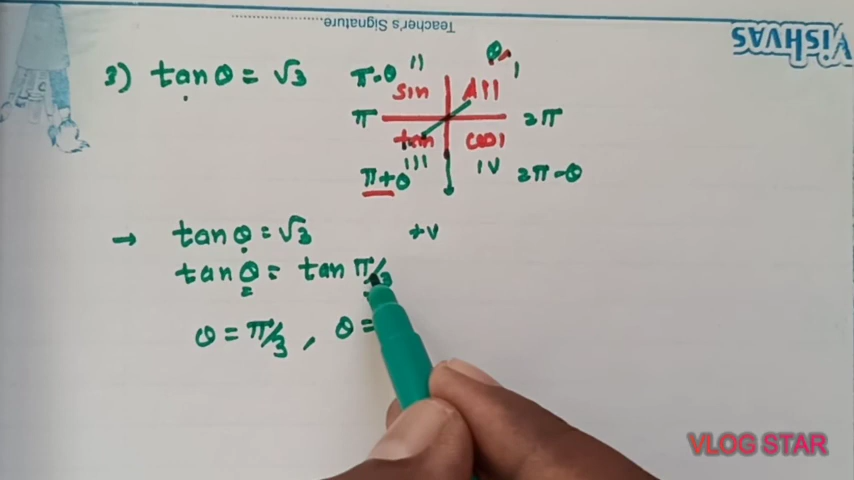 Teacher's Signature.....................
VISHVAS
3) tan θ = √3
π-θ II) θ I
sin All
π 2π
tan cos
π+θ III IV 2π-θ
→ tan θ = √3 +v
tan θ = tan π/3
θ = π/3 , θ =
VLOG STAR